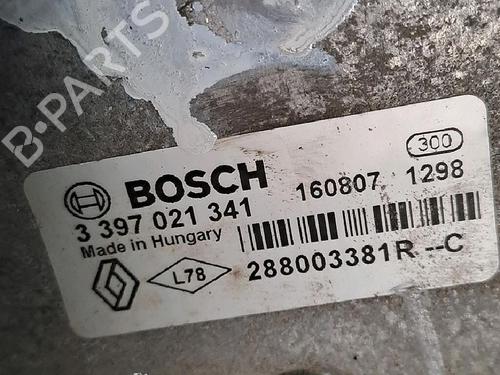 B-PARTS
300
BOSCH 160807 1298
3 397 021 341
Made in Hungary
L78 288003381R --C